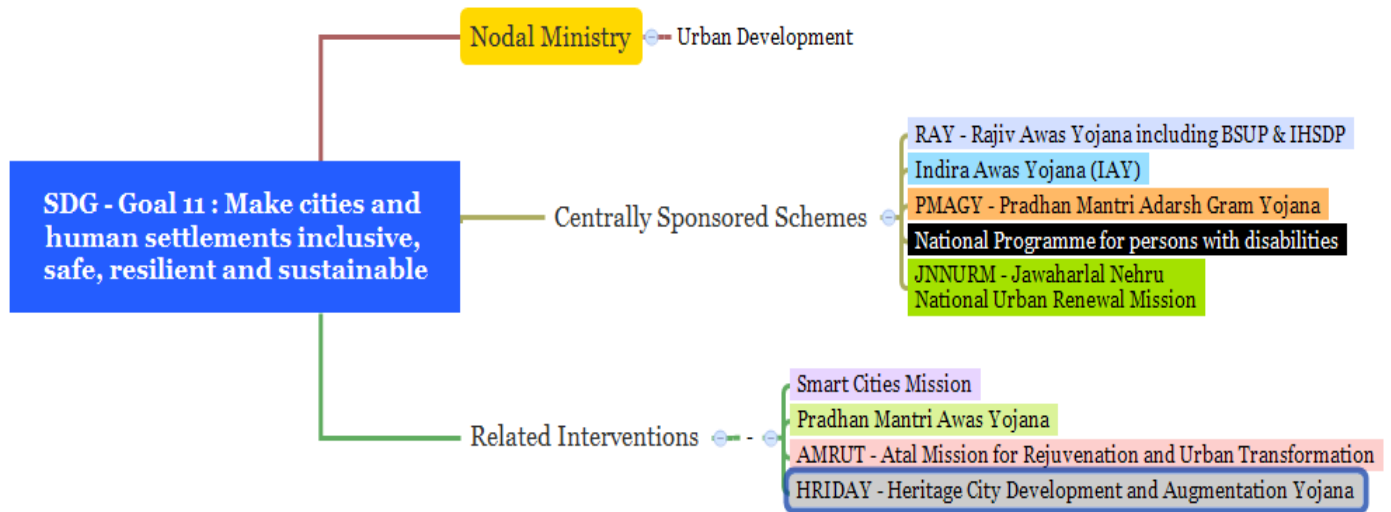 Nodal Ministry
Urban Development
SDG - Goal 11 : Make cities and
human settlements inclusive,
safe, resilient and sustainable
Centrally Sponsored Schemes
RAY - Rajiv Awas Yojana including BSUP & IHSDP
Indira Awas Yojana (IAY)
PMAGY - Pradhan Mantri Adarsh Gram Yojana
National Programme for persons with disabilities
JNNURM - Jawaharlal Nehru
National Urban Renewal Mission
Related Interventions
-
Smart Cities Mission
Pradhan Mantri Awas Yojana
AMRUT - Atal Mission for Rejuvenation and Urban Transformation
HRIDAY - Heritage City Development and Augmentation Yojana